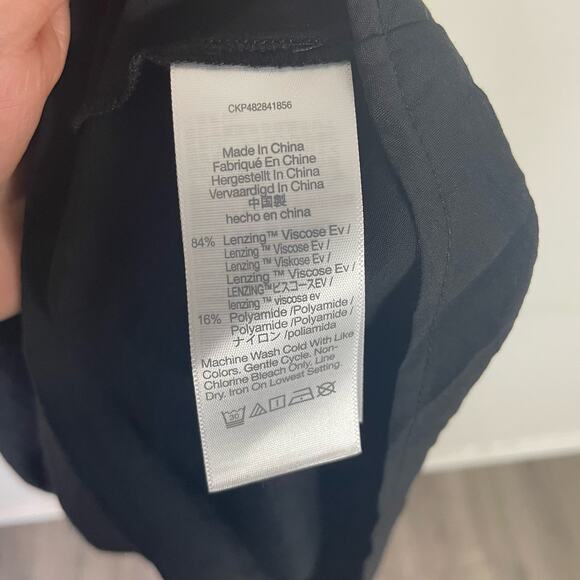 CKP482841856
Made In China
Fabriqué En Chine
Hergestellt In China
Vervaardigd In China
中国製
hecho en china
84% Lenzing™ Viscose Ev /
Lenzing ™ Viscose Ev /
Lenzing ™ Viskose Ev /
Lenzing™ Viscose Ev /
LENZING™ビスコースEV /
lenzing ™ viscosa ev
16% Polyamide /Polyamide /
Polyamide /Polyamide /
ナイロン /poliamida
Machine Wash Cold With Like
Colors. Gentle Cycle. Non-
Chlorine Bleach Only. Line
Dry. Iron On Lowest Setting.
30